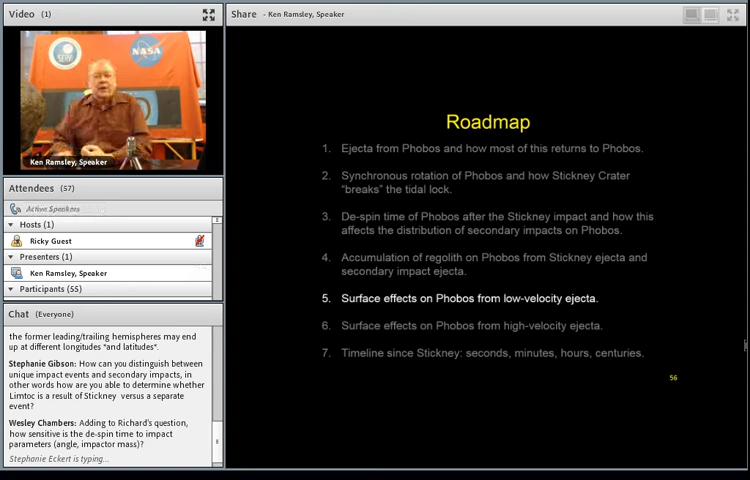 Video (1)
SERV
NASA
Ken Ramsley, Speaker
Attendees (57)
Active Speakers
Hosts (1)
Ricky Guest
Presenters (1)
Ken Ramsley, Speaker
Participants (55)
Chat (Everyone)
the former leading/trailing hemispheres may end
up at different longitudes *and latitudes*.
Stephanie Gibson: How can you distinguish between
unique impact events and secondary impacts, in
other words how are you able to determine whether
Limtoc is a result of Stickney versus a separate
event?
Wesley Chambers: Adding to Richard's question,
how sensitive is the de-spin time to impact
parameters (angle, impactor mass)?
Stephanie Eckert is typing...
Share - Ken Ramsley, Speaker
Roadmap
1. Ejecta from Phobos and how most of this returns to Phobos.
2. Synchronous rotation of Phobos and how Stickney Crater
"breaks" the tidal lock.
3. De-spin time of Phobos after the Stickney impact and how this
affects the distribution of secondary impacts on Phobos.
4. Accumulation of regolith on Phobos from Stickney ejecta and
secondary impact ejecta.
5. Surface effects on Phobos from low-velocity ejecta.
6. Surface effects on Phobos from high-velocity ejecta.
7. Timeline since Stickney: seconds, minutes, hours, centuries.
56